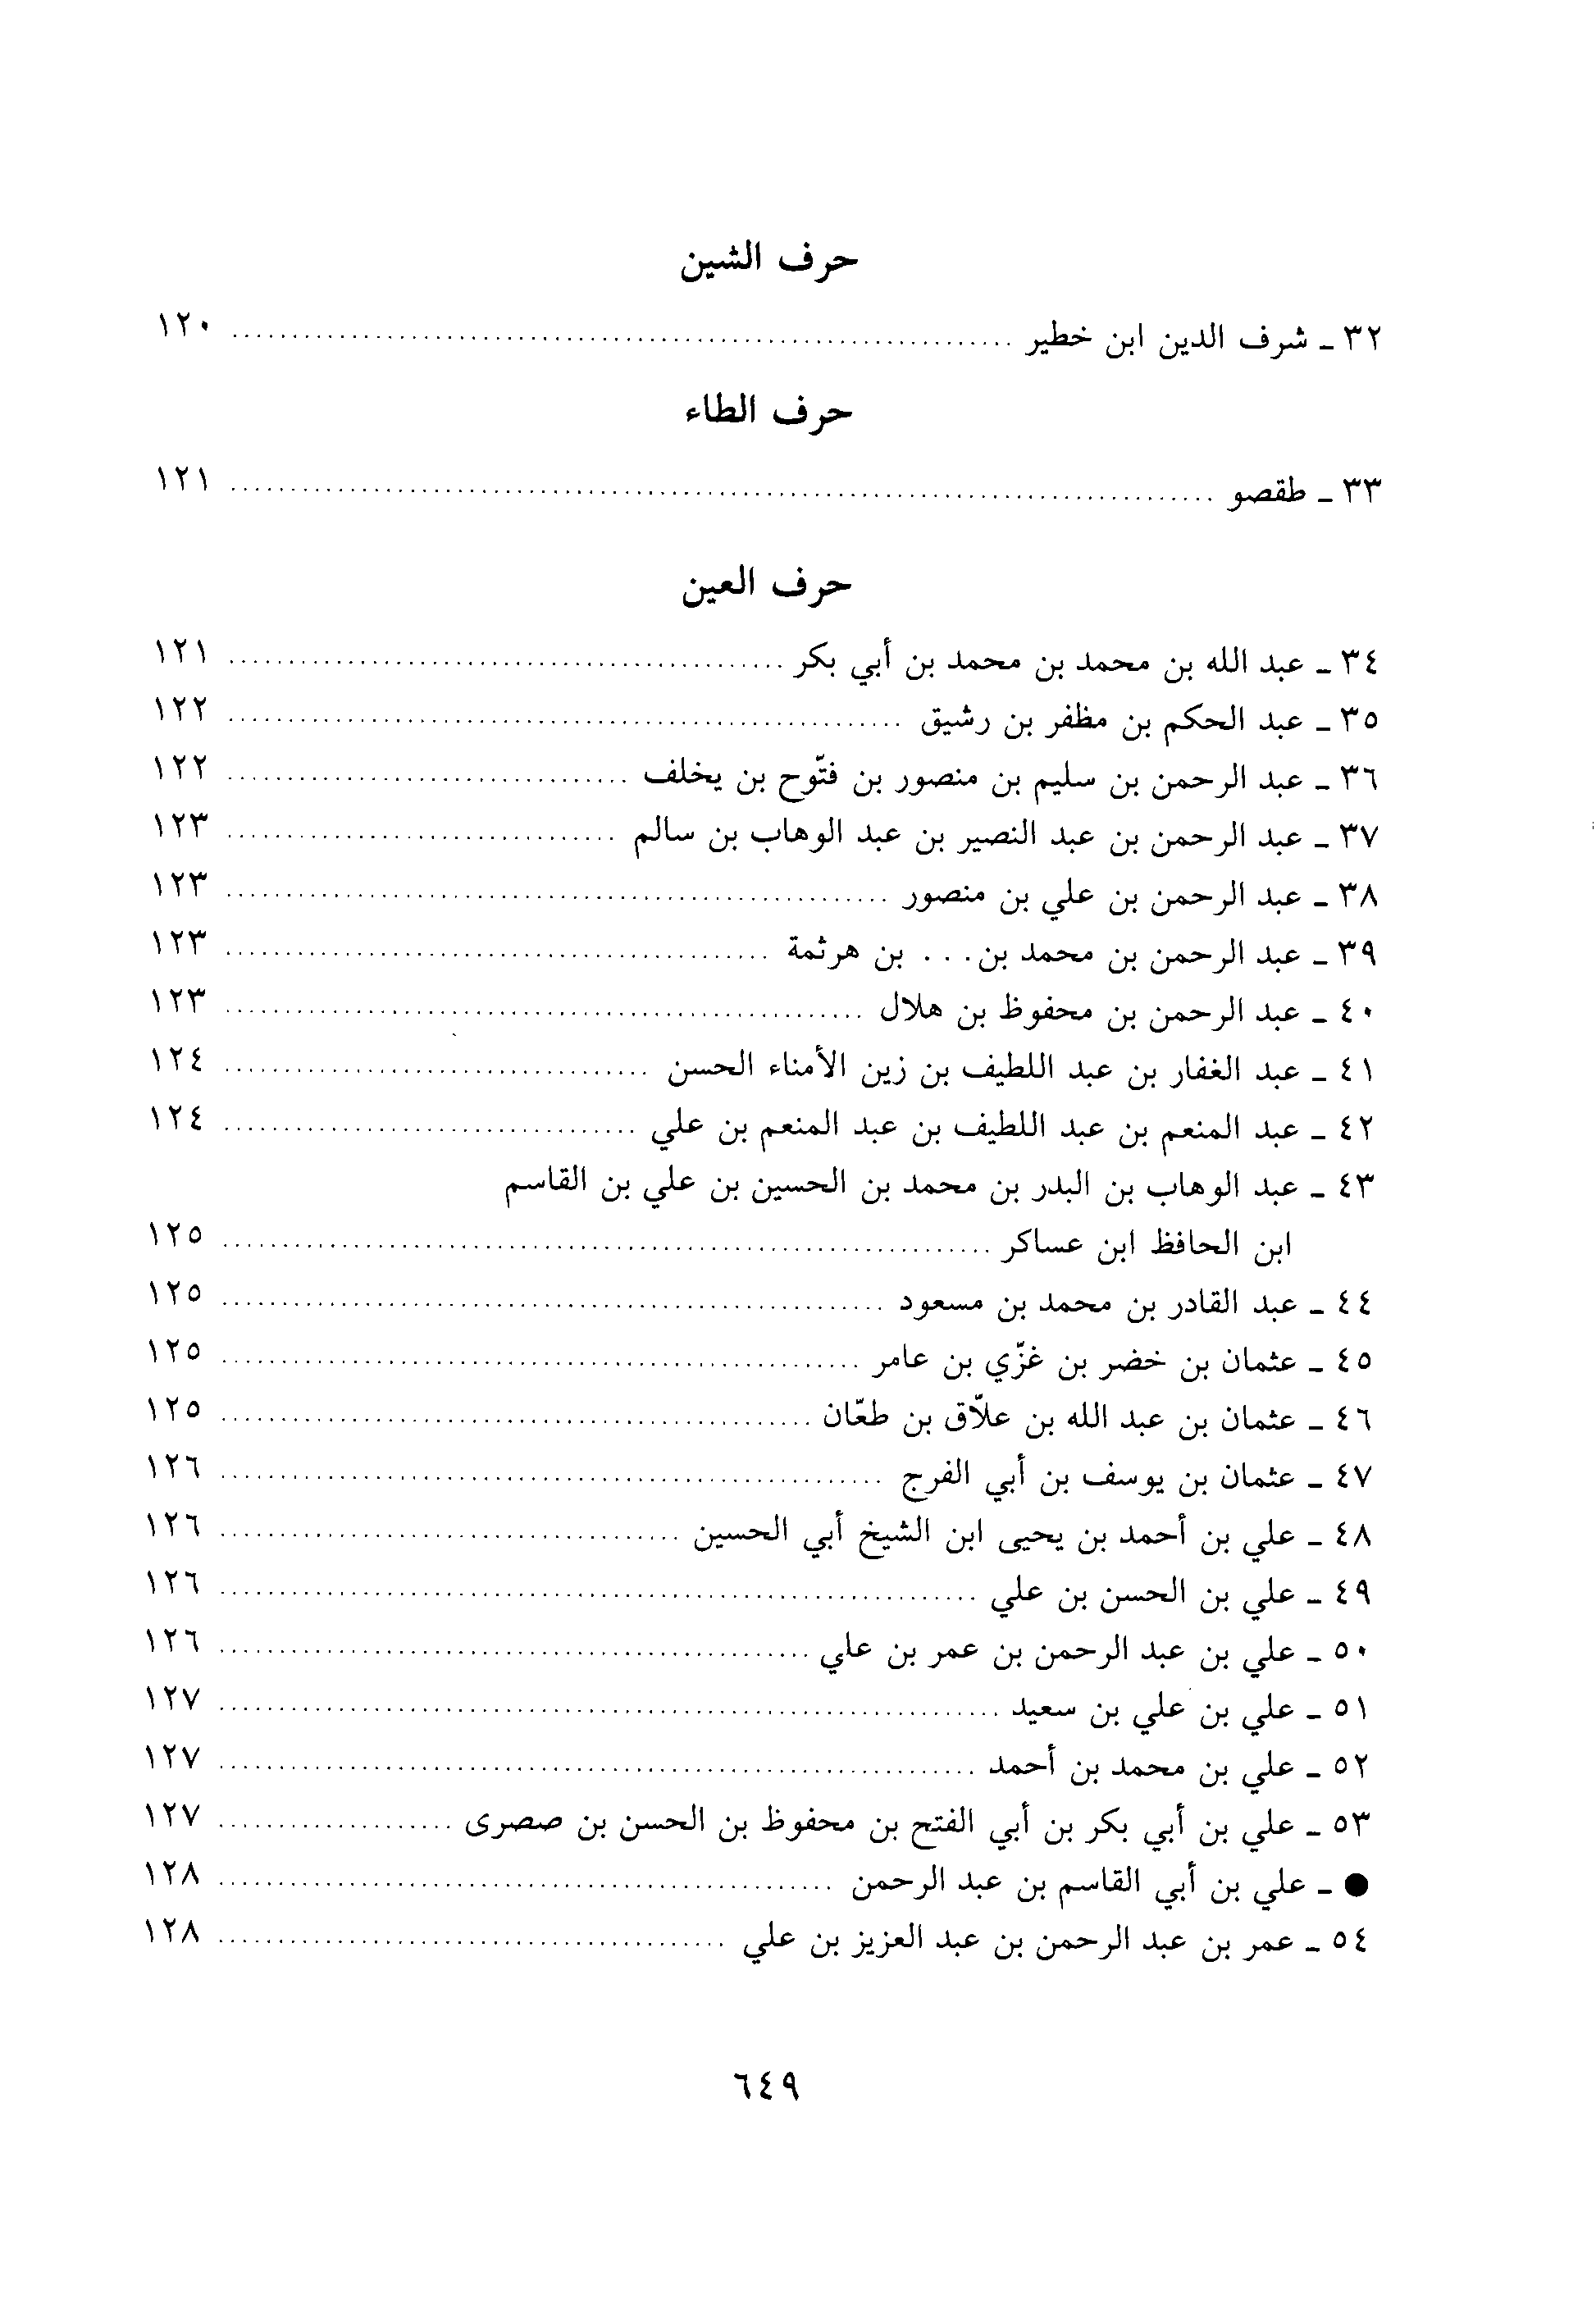 حرف الشين
٣٢ ـ شرف الدين ابن خطير ........ ١٢٠
حرف الطاء
٣٣ ـ طقصو ........ ١٢١
حرف العين
٣٤ ـ عبد الله بن محمد بن محمد بن أبي بكر ........ ١٢١
٣٥ ـ عبد الحكم بن مظفر بن رشيق ........ ١٢٢
٣٦ ـ عبد الرحمن بن سليم بن منصور بن فتّوح بن يخلف ........ ١٢٢
٣٧ ـ عبد الرحمن بن عبد النصير بن عبد الوهاب بن سالم ........ ١٢٣
٣٨ ـ عبد الرحمن بن علي بن منصور ........ ١٢٣
٣٩ ـ عبد الرحمن بن محمد بن. . . بن هرثمة ........ ١٢٣
٤٠ ـ عبد الرحمن بن محفوظ بن هلال ........ ١٢٣
٤١ ـ عبد الغفار بن عبد اللطيف بن زين الأمناء الحسن ........ ١٢٤
٤٢ ـ عبد المنعم بن عبد اللطيف بن عبد المنعم بن علي ........ ١٢٤
٤٣ ـ عبد الوهاب بن البدر بن محمد بن الحسين بن علي بن القاسم
ابن الحافظ ابن عساكر ........ ١٢٥
٤٤ ـ عبد القادر بن محمد بن مسعود ........ ١٢٥
٤٥ ـ عثمان بن خضر بن غزّي بن عامر ........ ١٢٥
٤٦ ـ عثمان بن عبد الله بن علاّق بن طعّان ........ ١٢٥
٤٧ ـ عثمان بن يوسف بن أبي الفرج ........ ١٢٦
٤٨ ـ علي بن أحمد بن يحيى ابن الشيخ أبي الحسين ........ ١٢٦
٤٩ ـ علي بن الحسن بن علي ........ ١٢٦
٥٠ ـ علي بن عبد الرحمن بن عمر بن علي ........ ١٢٦
٥١ ـ علي بن علي بن سعيد ........ ١٢٧
٥٢ ـ علي بن محمد بن أحمد ........ ١٢٧
٥٣ ـ علي بن أبي بكر بن أبي الفتح بن محفوظ بن الحسن بن صصرى ........ ١٢٧
● ـ علي بن أبي القاسم بن عبد الرحمن ........ ١٢٨
٥٤ ـ عمر بن عبد الرحمن بن عبد العزيز بن علي ........ ١٢٨
٦٤٩